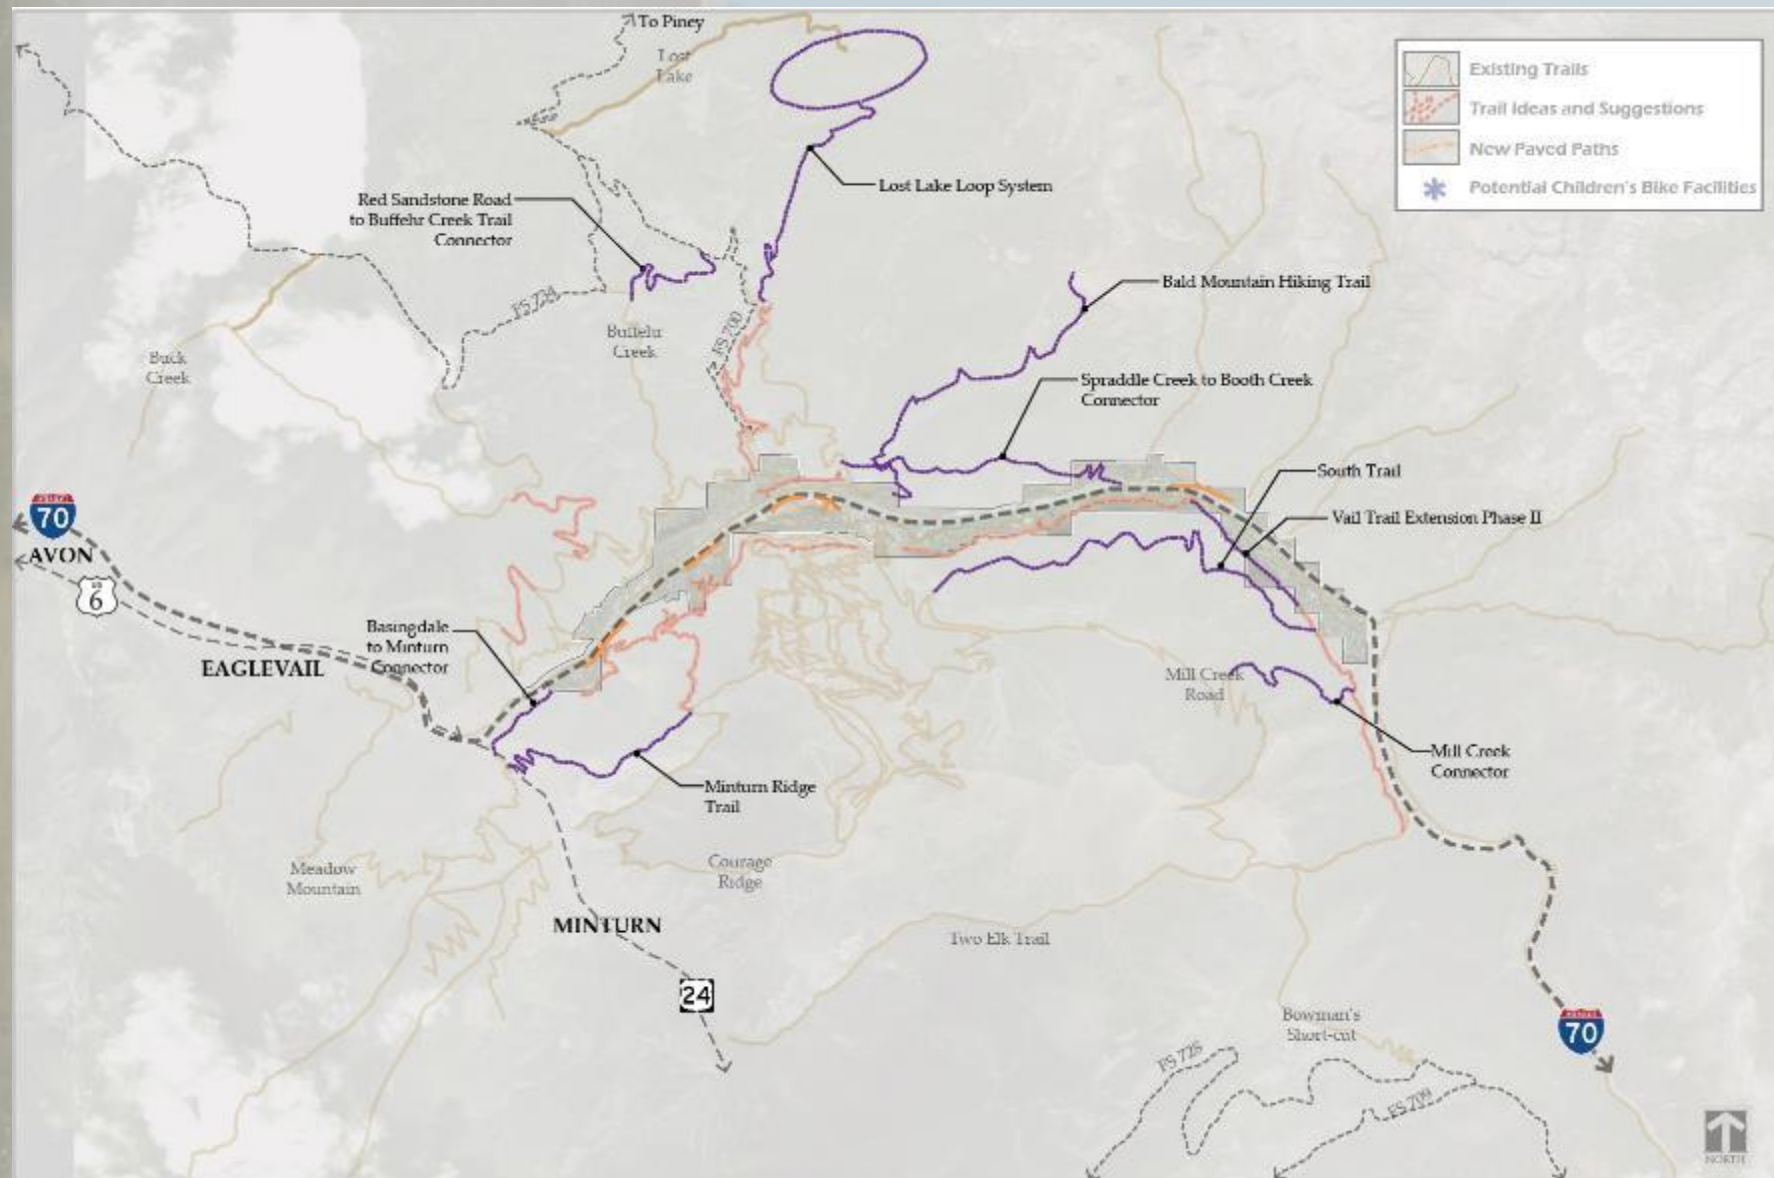 To Piney
Lost
Lake
Existing Trails
Trail Ideas and Suggestions
New Paved Paths
Potential Children's Bike Facilities
Lost Lake Loop System
Red Sandstone Road
to Buffehr Creek Trail
Connector
Bald Mountain Hiking Trail
FS 734
FS 700
Buffehr
Creek
Buck
Creek
Spraddle Creek to Booth Creek
Connector
South Trail
Vail Trail Extension Phase II
70
AVON
US
6
Basingdale
to Minturn
Connector
EAGLEVAIL
Mill Creek
Road
Mill Creek
Connector
Minturn Ridge
Trail
Meadow
Mountain
Courage
Ridge
MINTURN
Two Elk Trail
24
Bowman's
Short-cut
70
FS 728
FS 709
NORTH